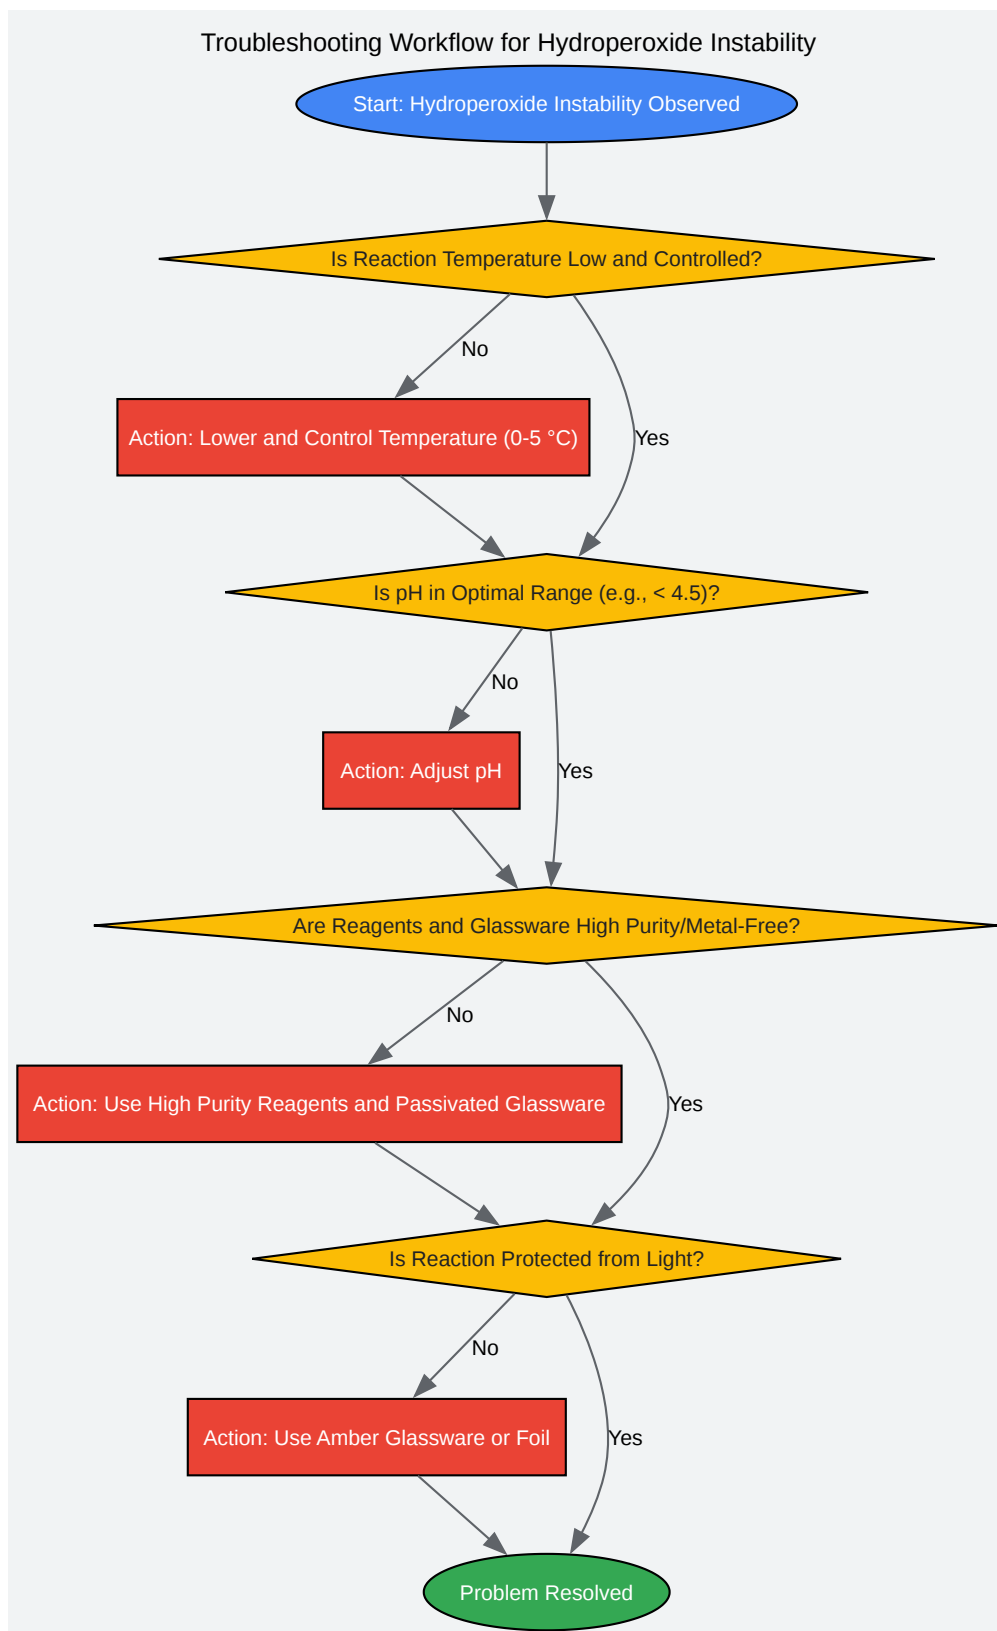 Troubleshooting Workflow for Hydroperoxide Instability
Start: Hydroperoxide Instability Observed
Is Reaction Temperature Low and Controlled?
No
Action: Lower and Control Temperature (0-5 °C)
Yes
Is pH in Optimal Range (e.g., < 4.5)?
No
Action: Adjust pH
Yes
Are Reagents and Glassware High Purity/Metal-Free?
No
Action: Use High Purity Reagents and Passivated Glassware
Yes
Is Reaction Protected from Light?
No
Action: Use Amber Glassware or Foil
Yes
Problem Resolved